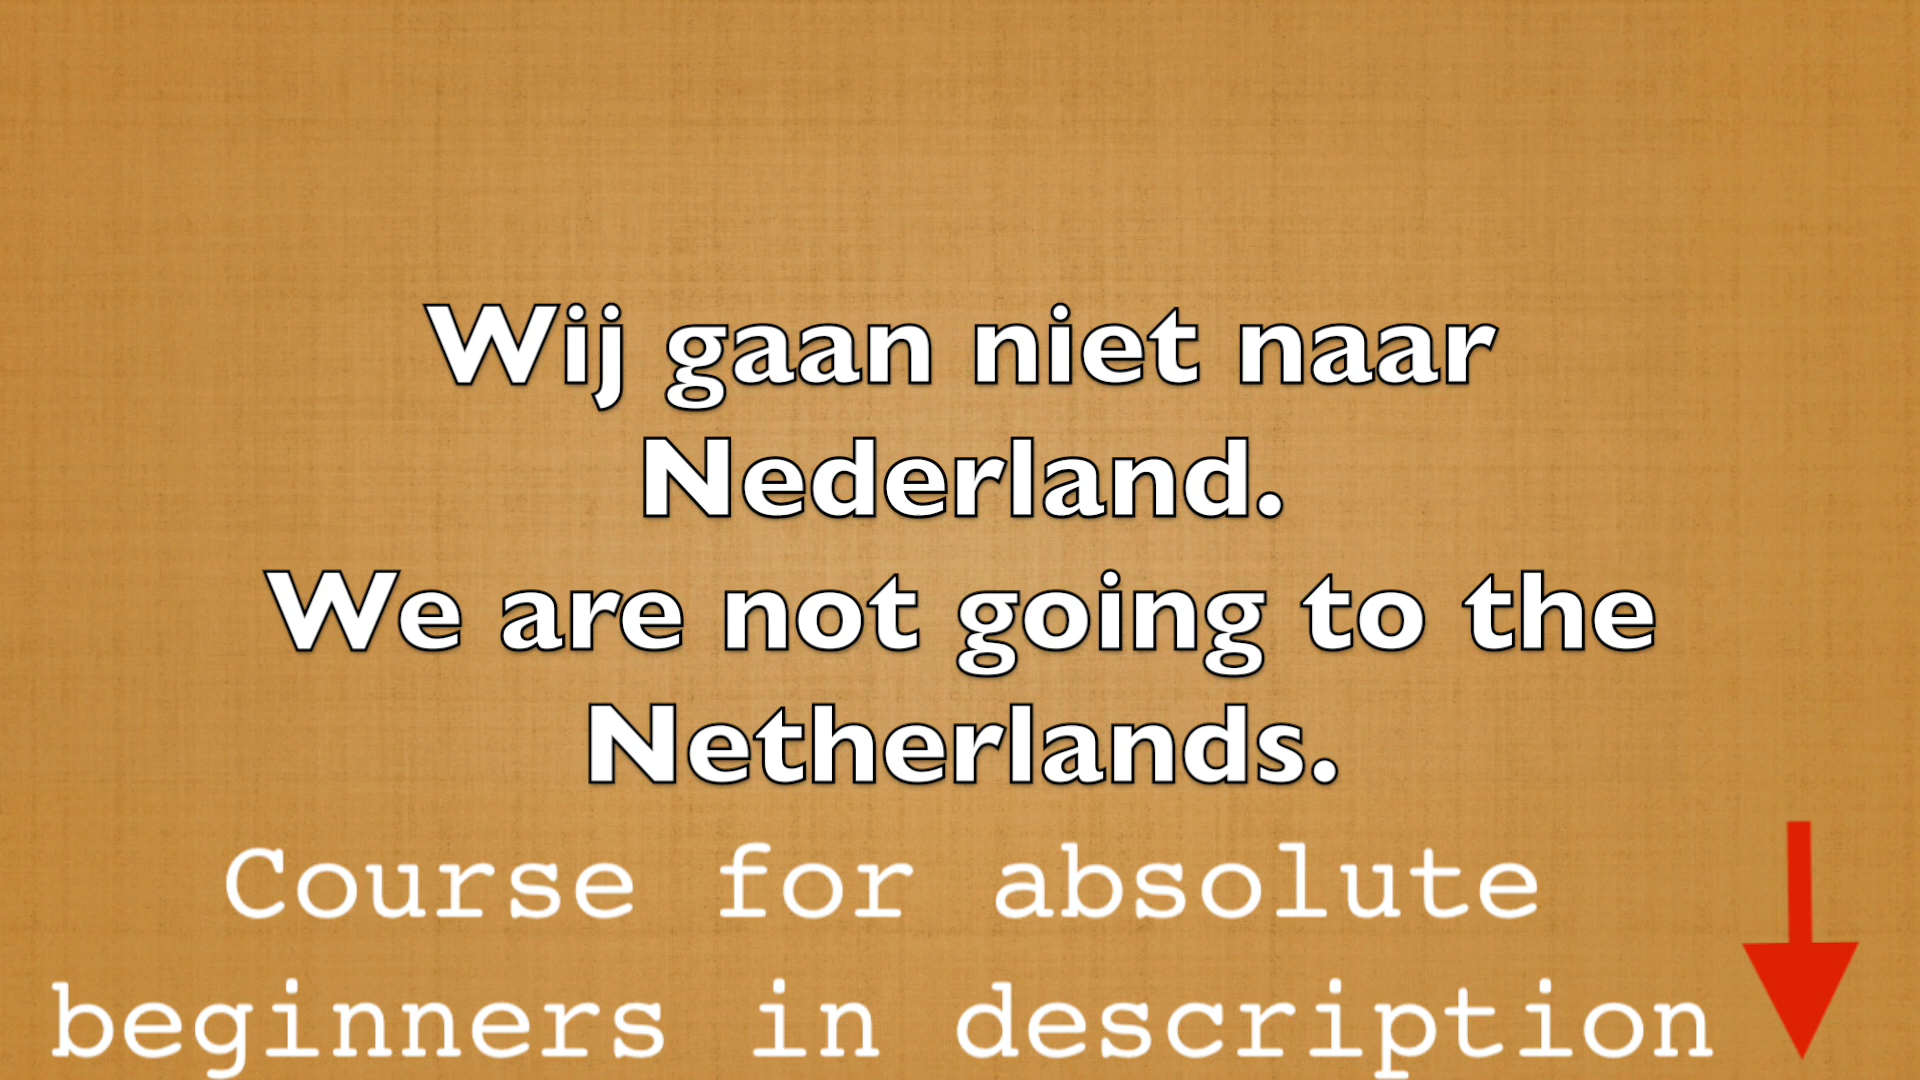 Wij gaan niet naar
Nederland.
We are not going to the
Netherlands.
Course for absolute
beginners in description